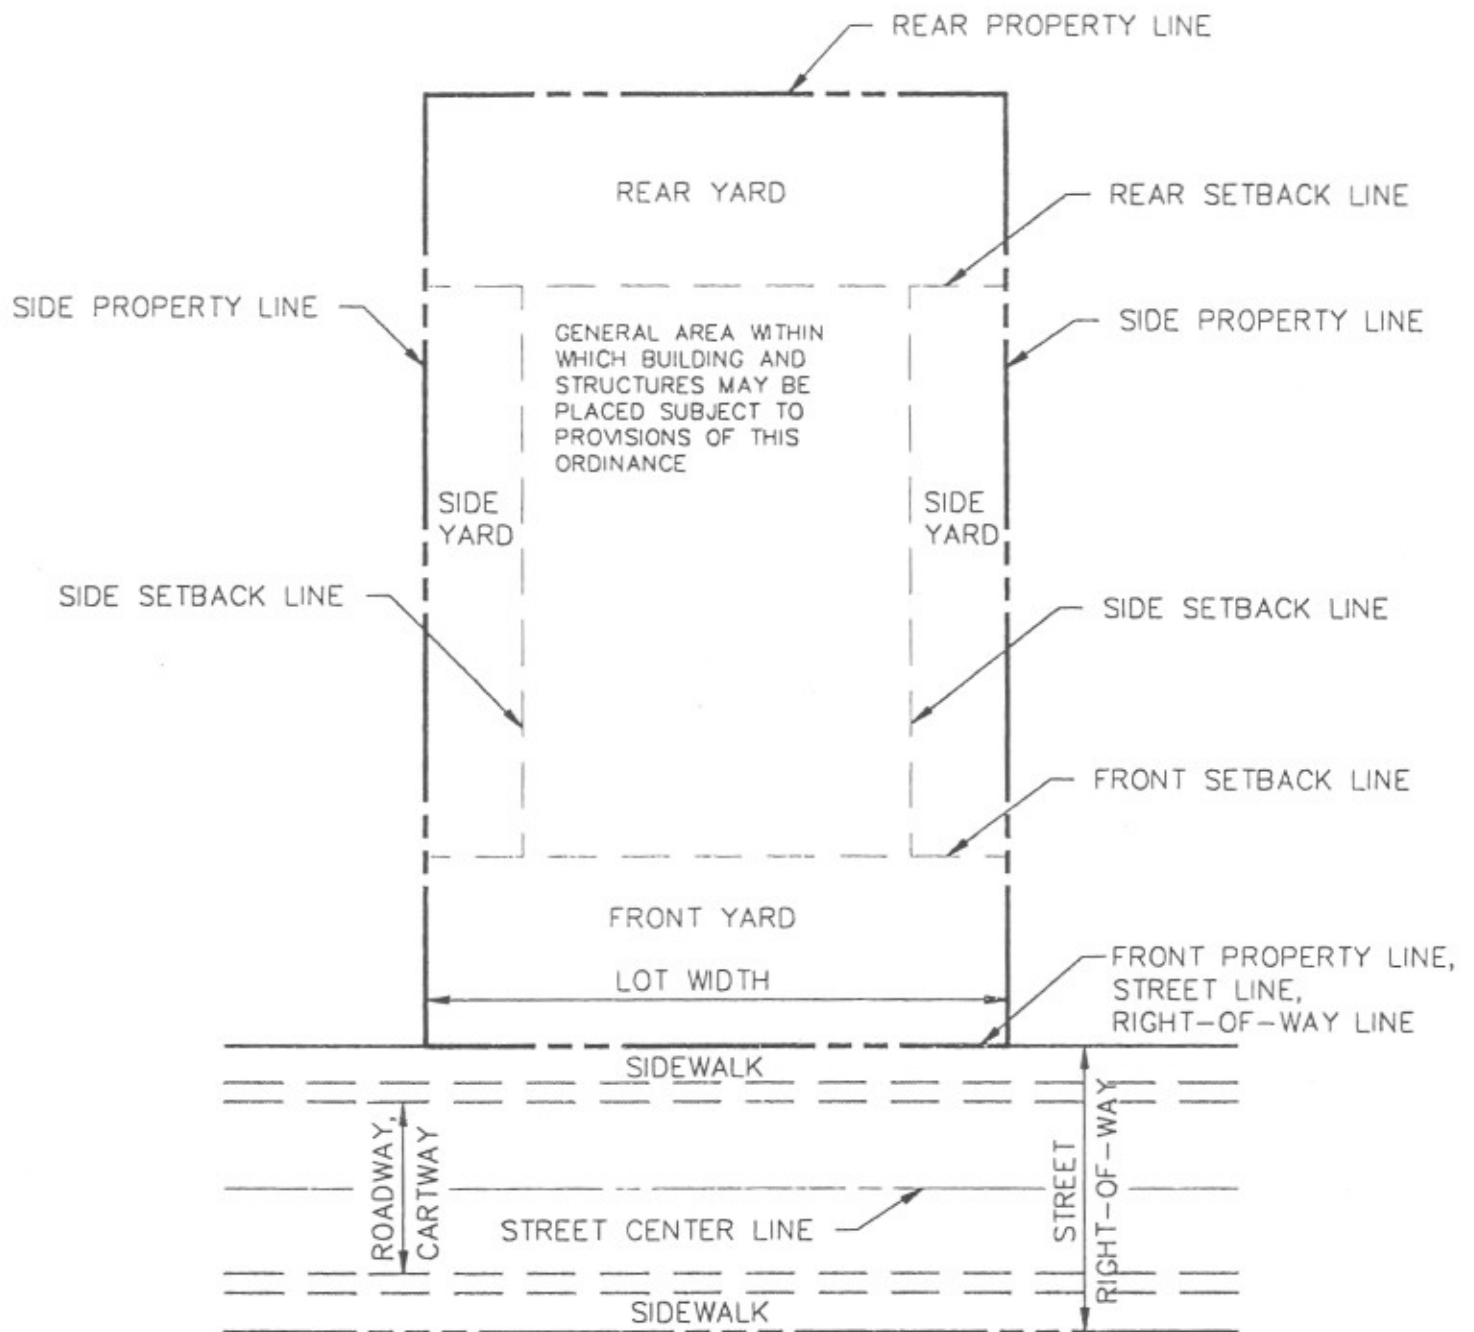 REAR PROPERTY LINE
REAR YARD
REAR SETBACK LINE
SIDE PROPERTY LINE
SIDE PROPERTY LINE
GENERAL AREA WITHIN
WHICH BUILDING AND
STRUCTURES MAY BE
PLACED SUBJECT TO
PROVISIONS OF THIS
ORDINANCE
SIDE
YARD
SIDE
YARD
SIDE SETBACK LINE
SIDE SETBACK LINE
FRONT SETBACK LINE
FRONT YARD
LOT WIDTH
FRONT PROPERTY LINE,
STREET LINE,
RIGHT-OF-WAY LINE
SIDEWALK
ROADWAY,
CARTWAY
STREET
RIGHT-OF-WAY
STREET CENTER LINE
SIDEWALK